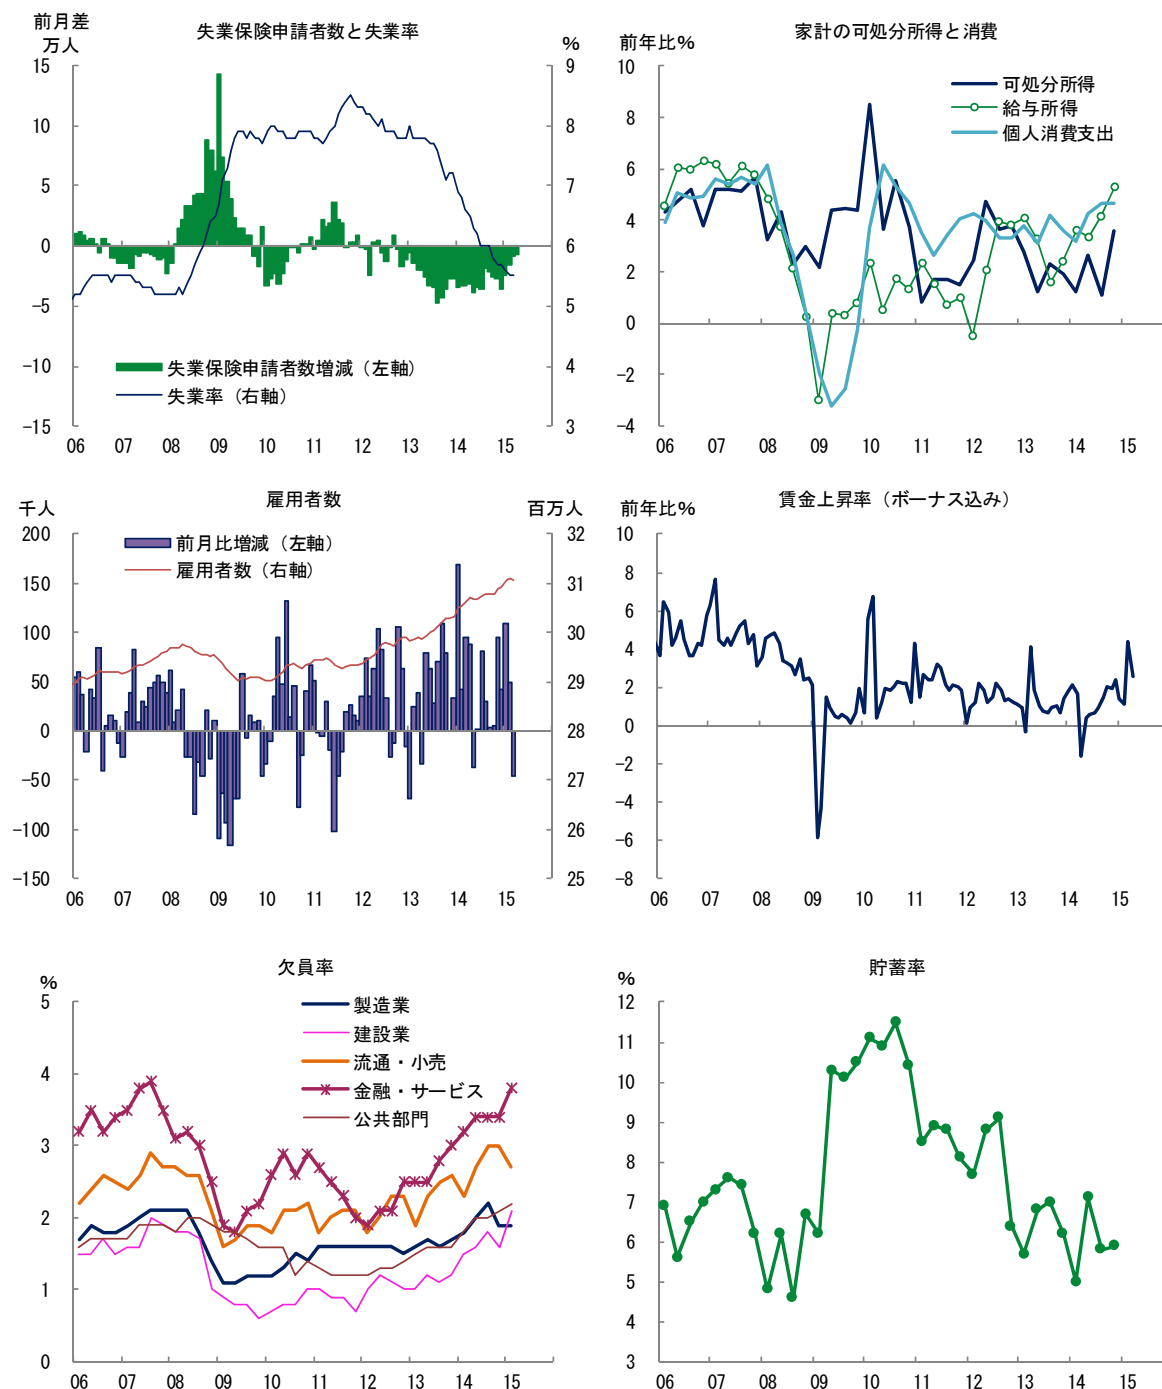 失業保険申請者数と失業率
前月差
万人
%
15
10
5
0
−5
−10
−15
9
8
7
6
5
4
3
失業保険申請者数増減（左軸）
失業率（右軸）
06 07 08 09 10 11 12 13 14 15
家計の可処分所得と消費
前年比%
10
8
6
4
2
0
−2
−4
可処分所得
給与所得
個人消費支出
06 07 08 09 10 11 12 13 14 15
雇用者数
千人
百万人
200
150
100
50
0
−50
−100
−150
32
31
30
29
28
27
26
25
前月比増減（左軸）
雇用者数（右軸）
06 07 08 09 10 11 12 13 14 15
賃金上昇率（ボーナス込み）
前年比%
10
8
6
4
2
0
−2
−4
−6
−8
06 07 08 09 10 11 12 13 14 15
欠員率
%
5
4
3
2
1
0
製造業
建設業
流通・小売
金融・サービス
公共部門
06 07 08 09 10 11 12 13 14 15
貯蓄率
%
12
11
10
9
8
7
6
5
4
3
06 07 08 09 10 11 12 13 14 15